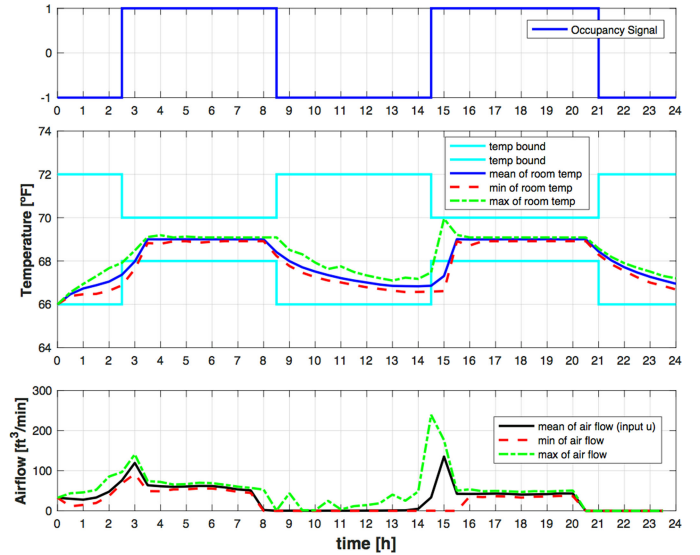 1
0
-1
Occupancy Signal
0 1 2 3 4 5 6 7 8 9 10 11 12 13 14 15 16 17 18 19 20 21 22 23 24
Temperature [ºF]
74
72
70
68
66
64
temp bound
temp bound
mean of room temp
min of room temp
max of room temp
0 1 2 3 4 5 6 7 8 9 10 11 12 13 14 15 16 17 18 19 20 21 22 23 24
Airflow [ft³/min]
300
200
100
0
mean of air flow (input u)
min of air flow
max of air flow
0 1 2 3 4 5 6 7 8 9 10 11 12 13 14 15 16 17 18 19 20 21 22 23 24
time [h]